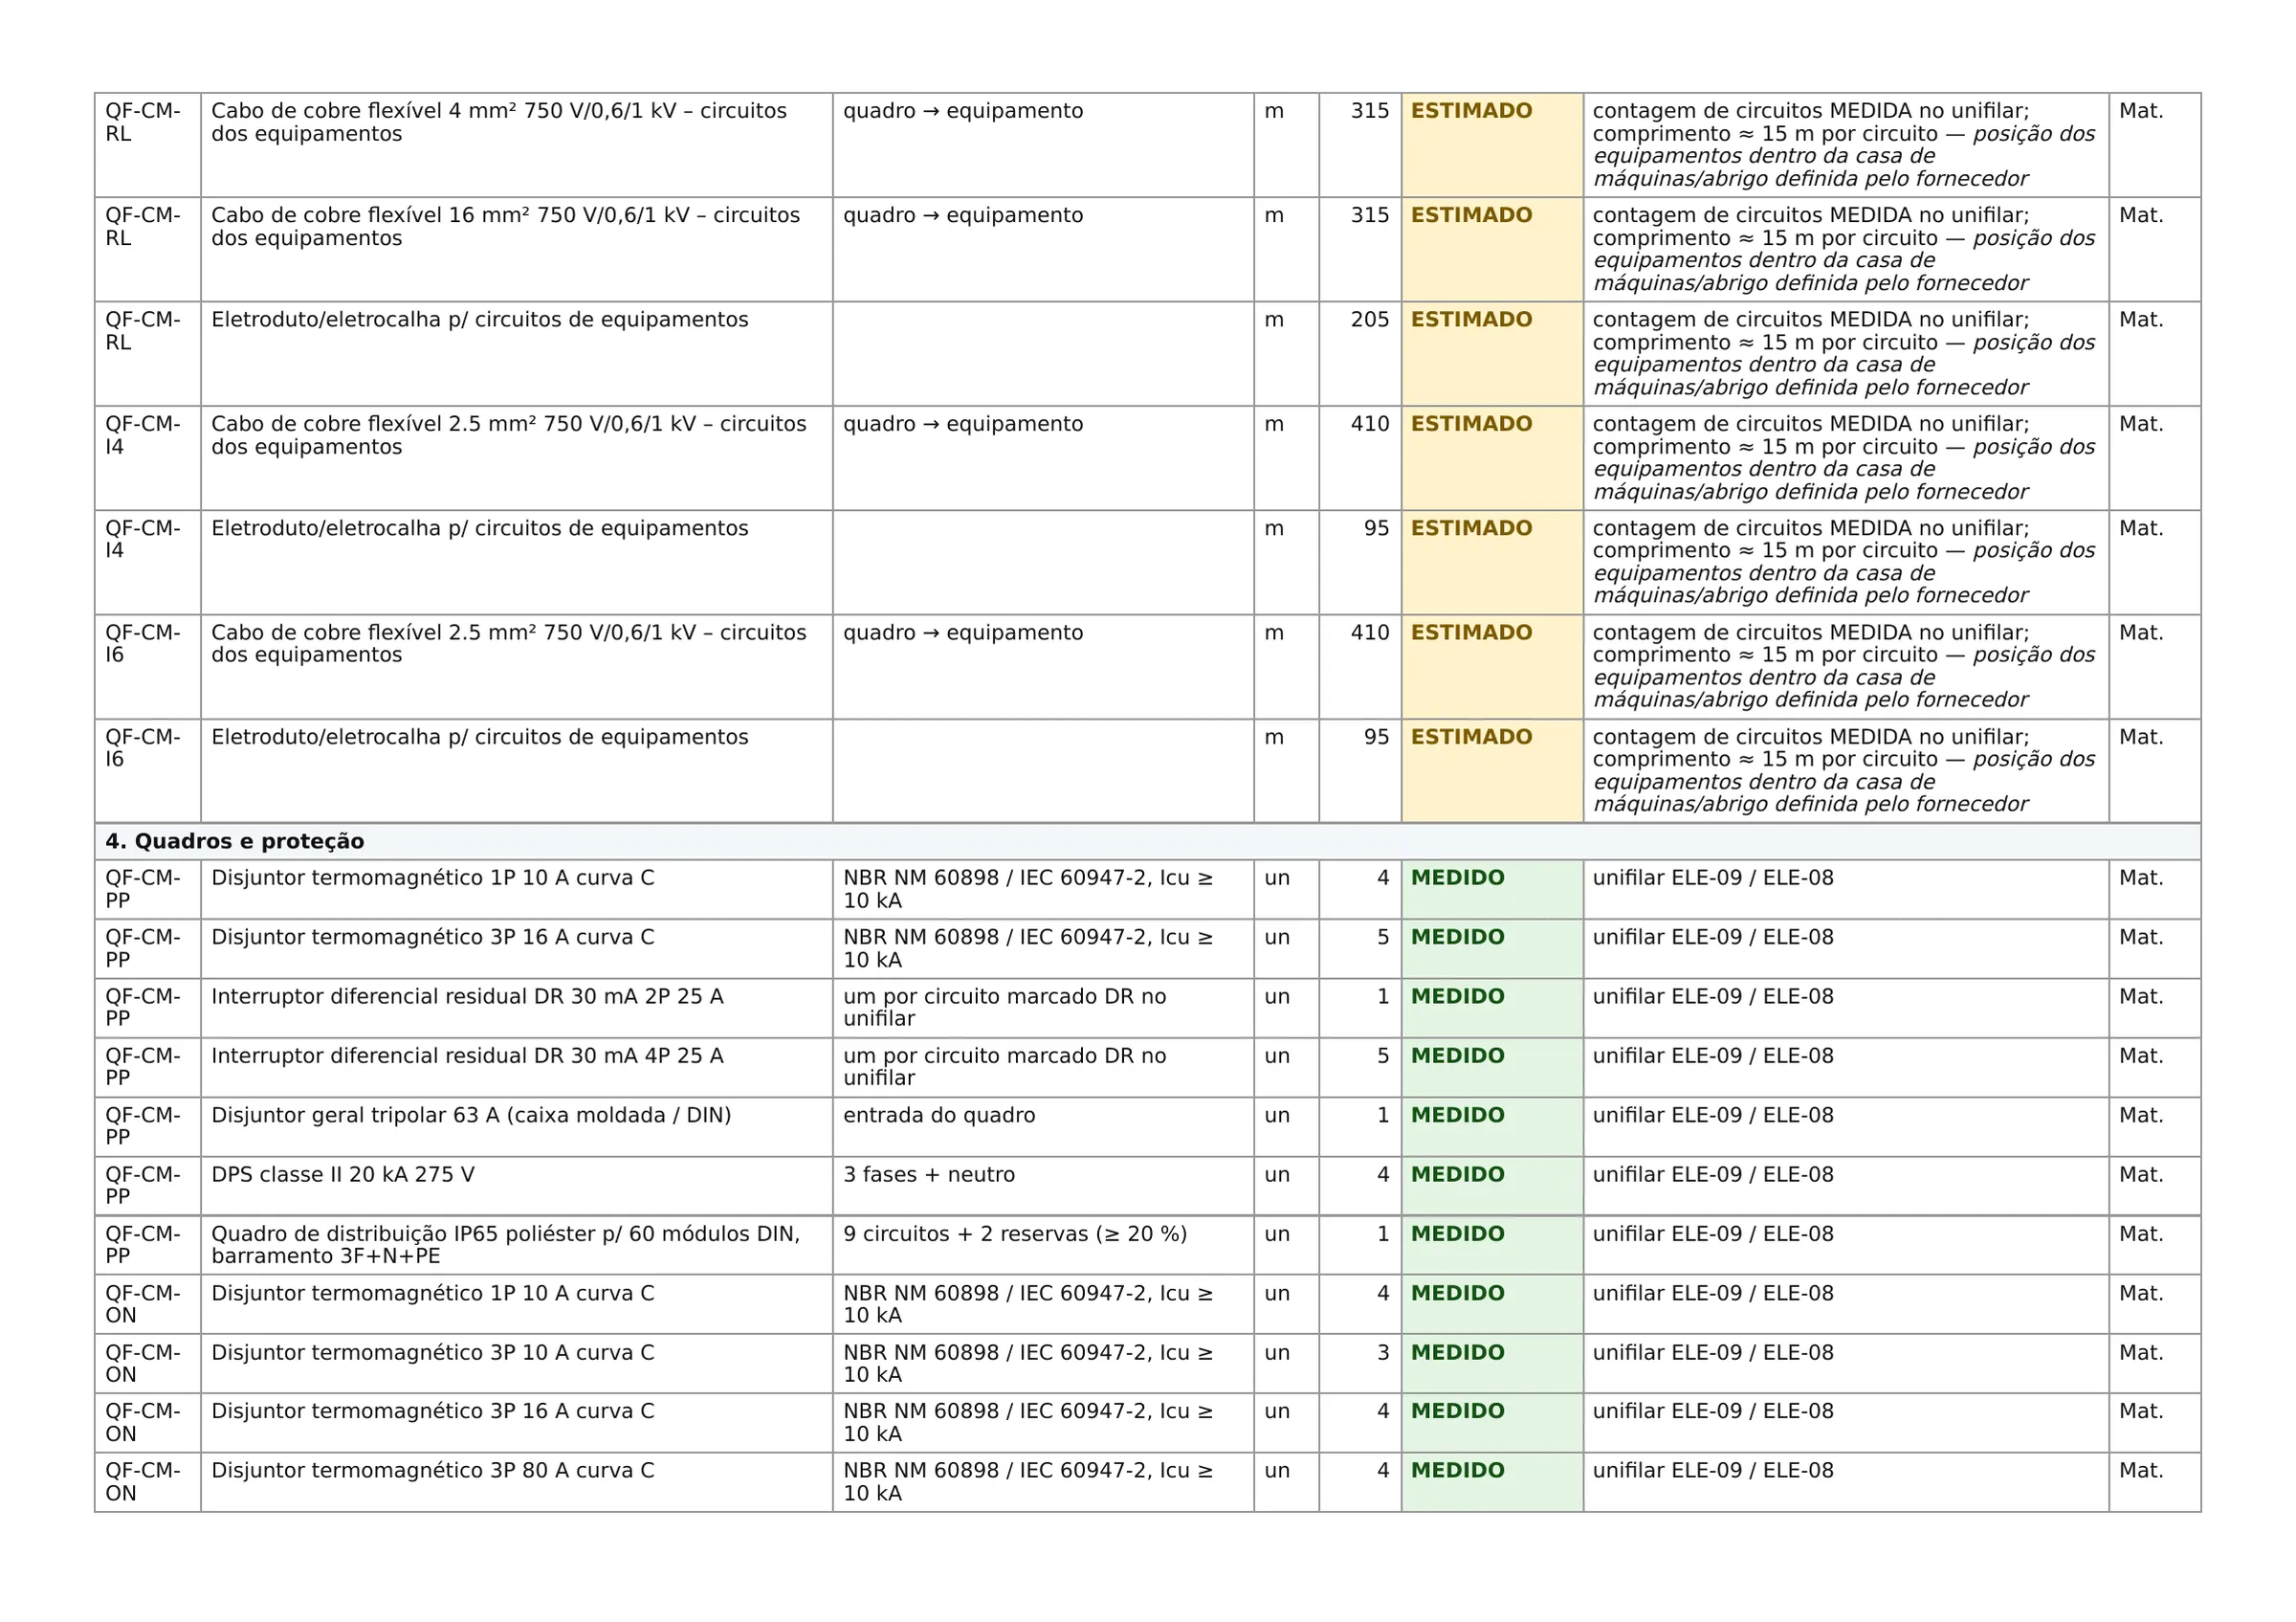 QF-CM-RL Cabo de cobre flexível 4 mm² 750 V/0,6/1 kV – circuitos dos equipamentos quadro → equipamento m 315 ESTIMADO contagem de circuitos MEDIDA no unifilar; comprimento ≈ 15 m por circuito — posição dos equipamentos dentro da casa de máquinas/abrigo definida pelo fornecedor Mat.
QF-CM-RL Cabo de cobre flexível 16 mm² 750 V/0,6/1 kV – circuitos dos equipamentos quadro → equipamento m 315 ESTIMADO contagem de circuitos MEDIDA no unifilar; comprimento ≈ 15 m por circuito — posição dos equipamentos dentro da casa de máquinas/abrigo definida pelo fornecedor Mat.
QF-CM-RL Eletroduto/eletrocalha p/ circuitos de equipamentos m 205 ESTIMADO contagem de circuitos MEDIDA no unifilar; comprimento ≈ 15 m por circuito — posição dos equipamentos dentro da casa de máquinas/abrigo definida pelo fornecedor Mat.
QF-CM-I4 Cabo de cobre flexível 2.5 mm² 750 V/0,6/1 kV – circuitos dos equipamentos quadro → equipamento m 410 ESTIMADO contagem de circuitos MEDIDA no unifilar; comprimento ≈ 15 m por circuito — posição dos equipamentos dentro da casa de máquinas/abrigo definida pelo fornecedor Mat.
QF-CM-I4 Eletroduto/eletrocalha p/ circuitos de equipamentos m 95 ESTIMADO contagem de circuitos MEDIDA no unifilar; comprimento ≈ 15 m por circuito — posição dos equipamentos dentro da casa de máquinas/abrigo definida pelo fornecedor Mat.
QF-CM-I6 Cabo de cobre flexível 2.5 mm² 750 V/0,6/1 kV – circuitos dos equipamentos quadro → equipamento m 410 ESTIMADO contagem de circuitos MEDIDA no unifilar; comprimento ≈ 15 m por circuito — posição dos equipamentos dentro da casa de máquinas/abrigo definida pelo fornecedor Mat.
QF-CM-I6 Eletroduto/eletrocalha p/ circuitos de equipamentos m 95 ESTIMADO contagem de circuitos MEDIDA no unifilar; comprimento ≈ 15 m por circuito — posição dos equipamentos dentro da casa de máquinas/abrigo definida pelo fornecedor Mat.
4. Quadros e proteção
QF-CM-PP Disjuntor termomagnético 1P 10 A curva C NBR NM 60898 / IEC 60947-2, Icu ≥ 10 kA un 4 MEDIDO unifilar ELE-09 / ELE-08 Mat.
QF-CM-PP Disjuntor termomagnético 3P 16 A curva C NBR NM 60898 / IEC 60947-2, Icu ≥ 10 kA un 5 MEDIDO unifilar ELE-09 / ELE-08 Mat.
QF-CM-PP Interruptor diferencial residual DR 30 mA 2P 25 A um por circuito marcado DR no unifilar un 1 MEDIDO unifilar ELE-09 / ELE-08 Mat.
QF-CM-PP Interruptor diferencial residual DR 30 mA 4P 25 A um por circuito marcado DR no unifilar un 5 MEDIDO unifilar ELE-09 / ELE-08 Mat.
QF-CM-PP Disjuntor geral tripolar 63 A (caixa moldada / DIN) entrada do quadro un 1 MEDIDO unifilar ELE-09 / ELE-08 Mat.
QF-CM-PP DPS classe II 20 kA 275 V 3 fases + neutro un 4 MEDIDO unifilar ELE-09 / ELE-08 Mat.
QF-CM-PP Quadro de distribuição IP65 poliéster p/ 60 módulos DIN, barramento 3F+N+PE 9 circuitos + 2 reservas (≥ 20 %) un 1 MEDIDO unifilar ELE-09 / ELE-08 Mat.
QF-CM-ON Disjuntor termomagnético 1P 10 A curva C NBR NM 60898 / IEC 60947-2, Icu ≥ 10 kA un 4 MEDIDO unifilar ELE-09 / ELE-08 Mat.
QF-CM-ON Disjuntor termomagnético 3P 10 A curva C NBR NM 60898 / IEC 60947-2, Icu ≥ 10 kA un 3 MEDIDO unifilar ELE-09 / ELE-08 Mat.
QF-CM-ON Disjuntor termomagnético 3P 16 A curva C NBR NM 60898 / IEC 60947-2, Icu ≥ 10 kA un 4 MEDIDO unifilar ELE-09 / ELE-08 Mat.
QF-CM-ON Disjuntor termomagnético 3P 80 A curva C NBR NM 60898 / IEC 60947-2, Icu ≥ 10 kA un 4 MEDIDO unifilar ELE-09 / ELE-08 Mat.